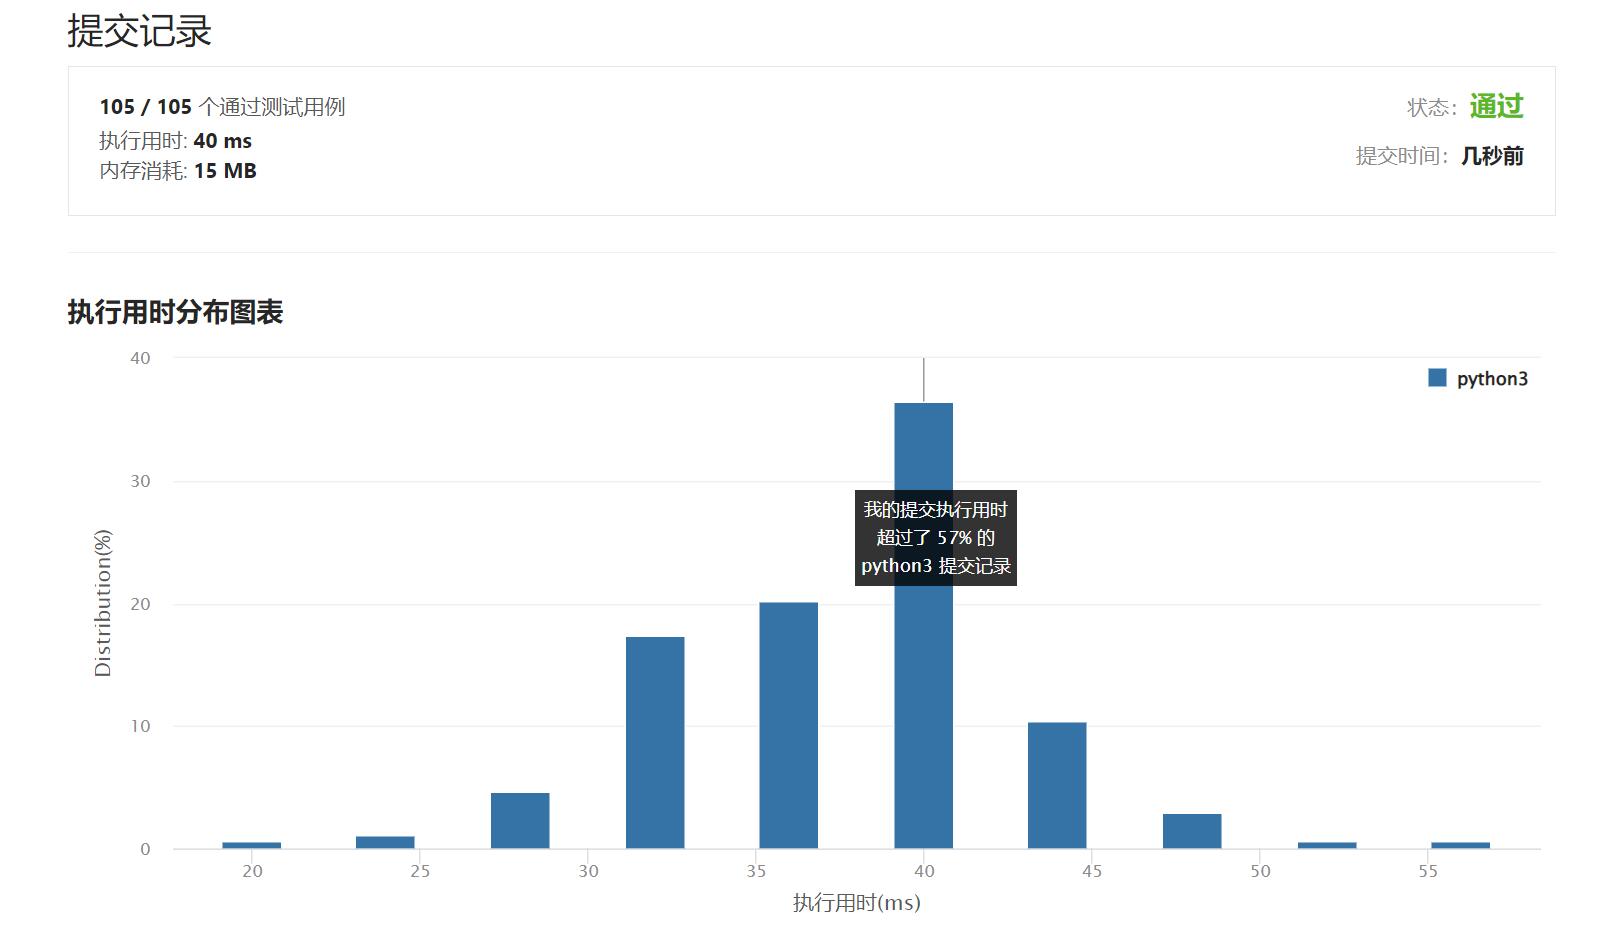 提交记录
105 / 105 个通过测试用例
状态：通过
执行用时: 40 ms
提交时间：几秒前
内存消耗: 15 MB
执行用时分布图表
40
python3
30
我的提交执行用时
超过了 57% 的
python3 提交记录
Distribution(%)
20
10
0
20 25 30 35 40 45 50 55
执行用时(ms)